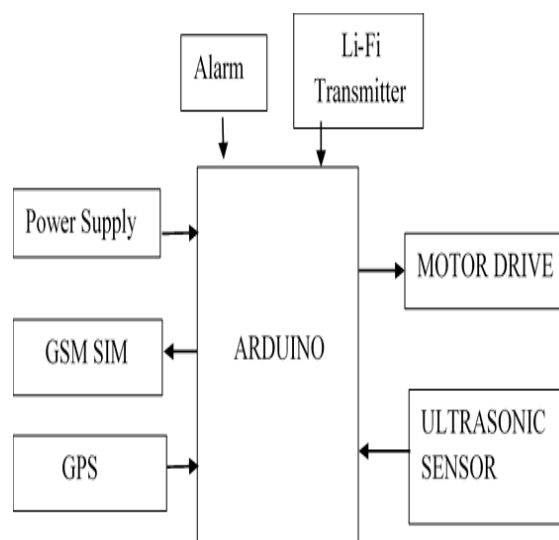 Alarm
Li-Fi
Transmitter
Power Supply
GSM SIM
GPS
ARDUINO
MOTOR DRIVE
ULTRASONIC
SENSOR